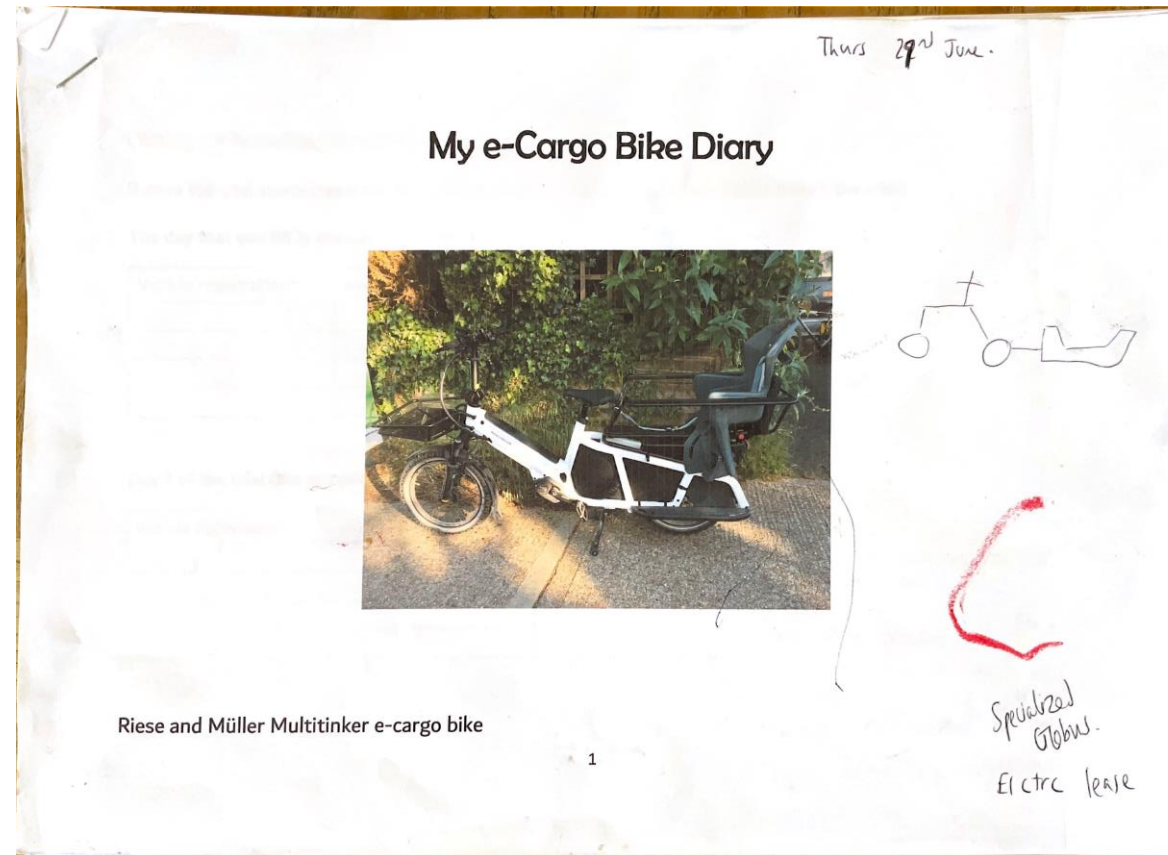 Thurs 29nd June.
My e-Cargo Bike Diary
Riese and Müller Multitinker e-cargo bike
1
Specialized
Globus.
Elctrc lease